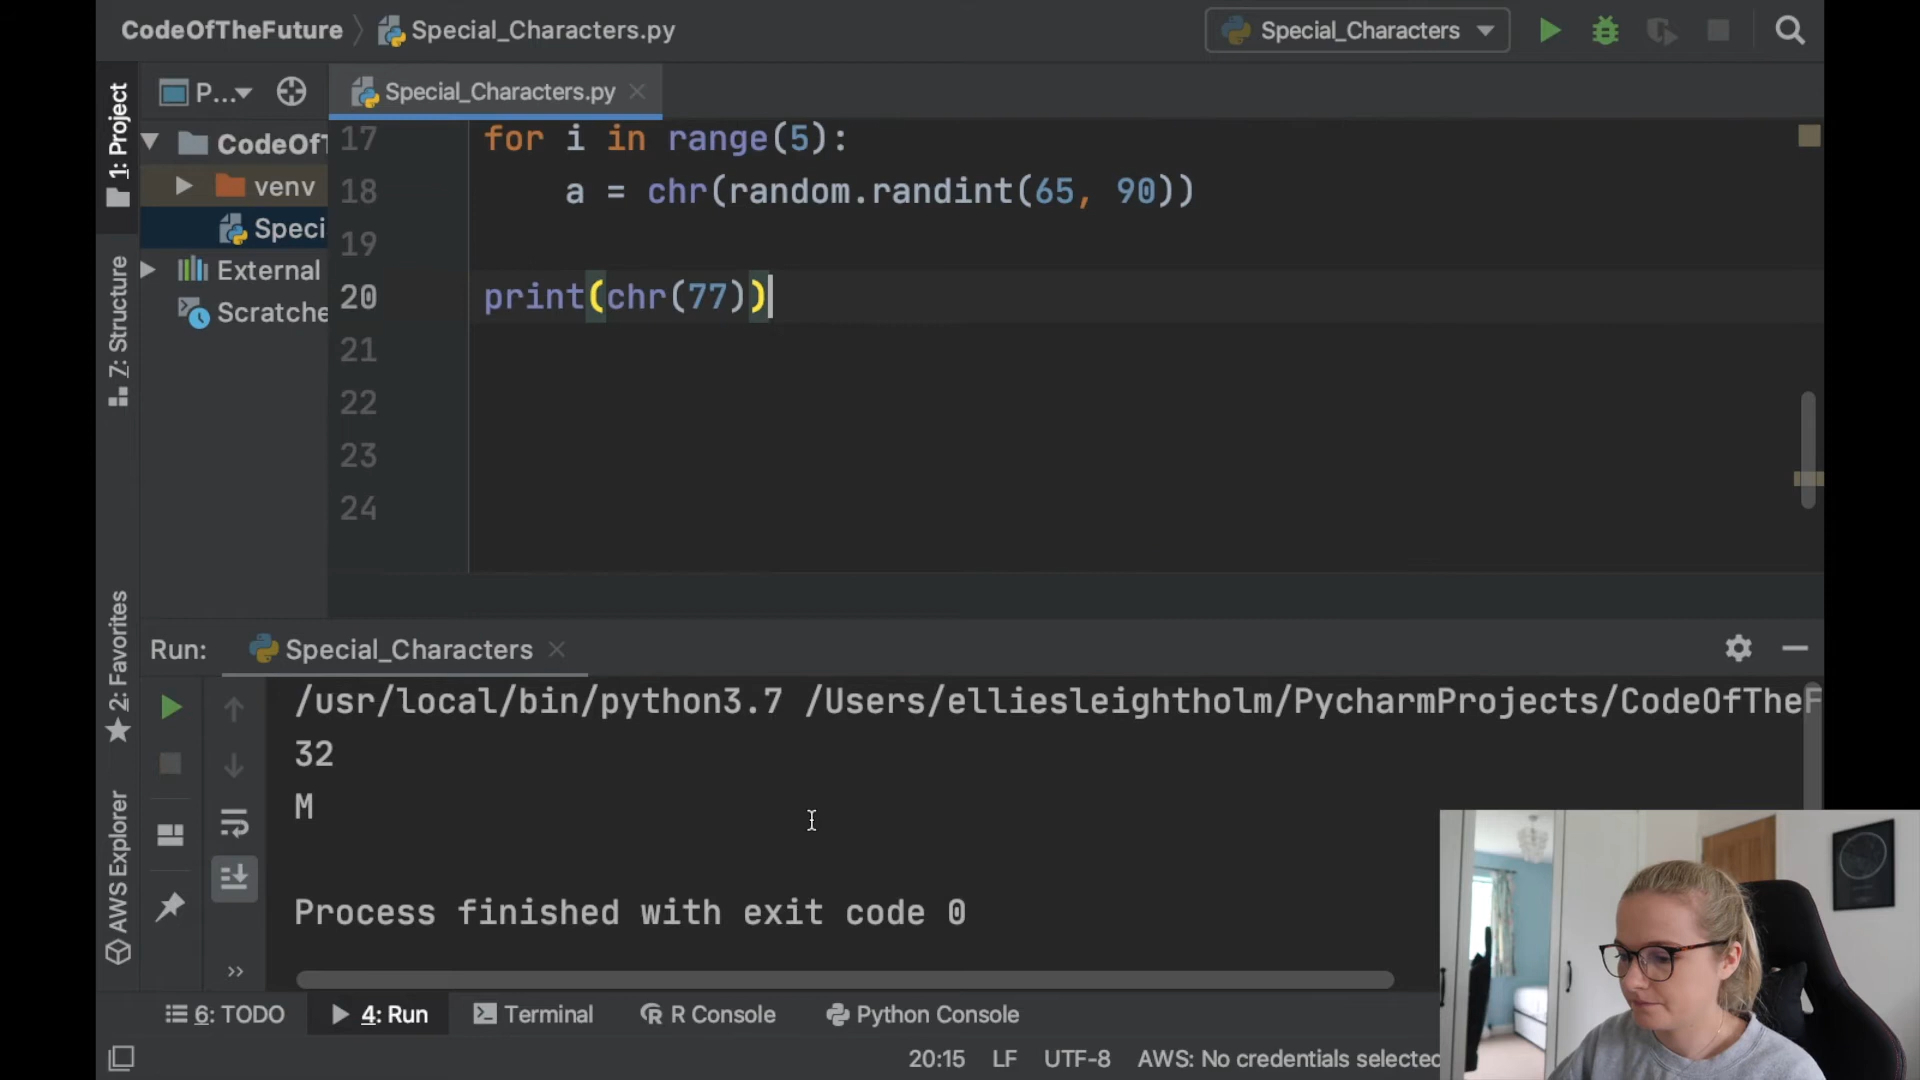 CodeOfTheFuture
Special_Characters.py
Special_Characters
1: Project
P...
Special_Characters.py
CodeOfT
venv
Speci
External
Scratche
7: Structure
2: Favorites
AWS Explorer
17 for i in range(5):
18 a = chr(random.randint(65, 90))
19
20 print(chr(77))
21
22
23
24
Run:
Special_Characters
/usr/local/bin/python3.7 /Users/elliesleightholm/PycharmProjects/CodeOfTheF
32
M
Process finished with exit code 0
6: TODO
4: Run
Terminal
R Console
Python Console
20:15 LF UTF-8 AWS: No credentials selected